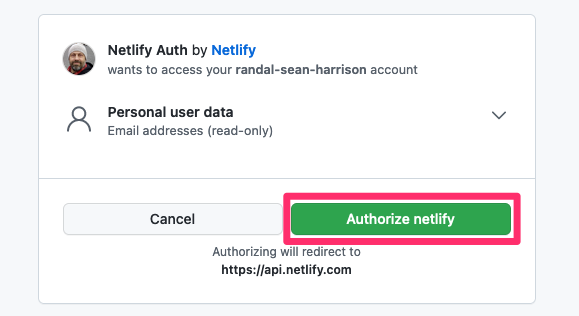 Netlify Auth by Netlify
wants to access your randal-sean-harrison account
Personal user data
Email addresses (read-only)
Cancel
Authorize netlify
Authorizing will redirect to
https://api.netlify.com